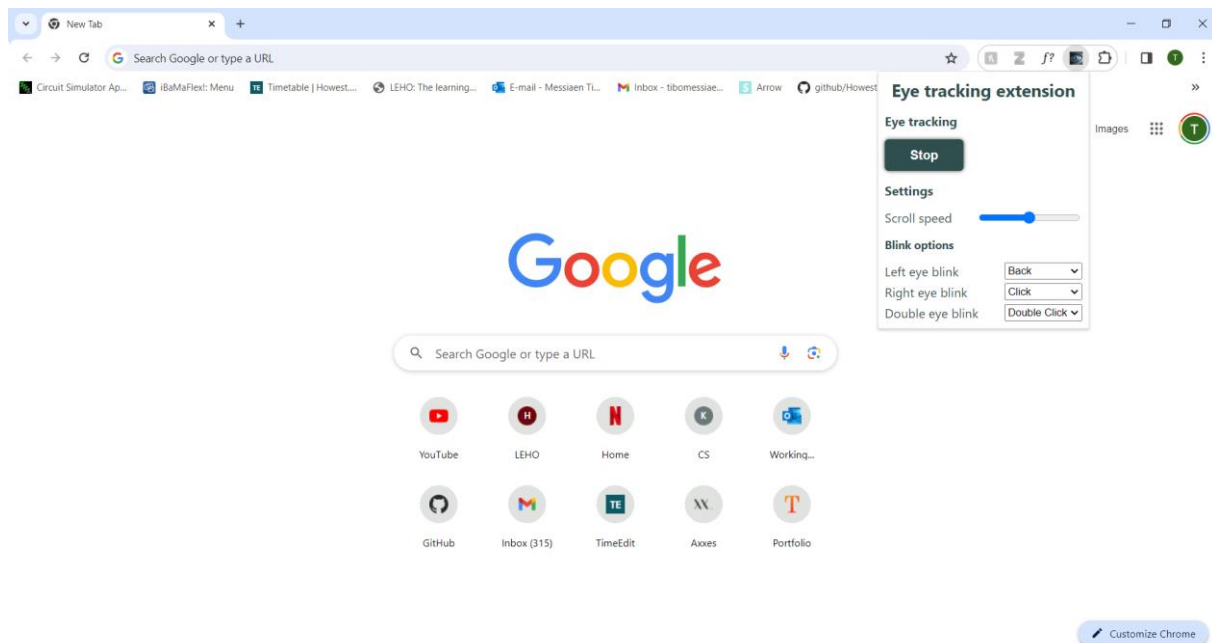 New Tab
Search Google or type a URL
f?
T
Circuit Simulator Ap...
iBaMaFlex!: Menu
TE Timetable | Howest....
LEHO: The learning...
E-mail - Messiaen Ti...
Inbox - tibomessiae...
Arrow
github/Howest
Eye tracking extension
Eye tracking
Stop
Settings
Scroll speed
Blink options
Left eye blink Back
Right eye blink Click
Double eye blink Double Click
Images
T
Google
Search Google or type a URL
H N K
YouTube LEHO Home CS Working...
TE T
GitHub Inbox (315) TimeEdit Axxes Portfolio
Customize Chrome